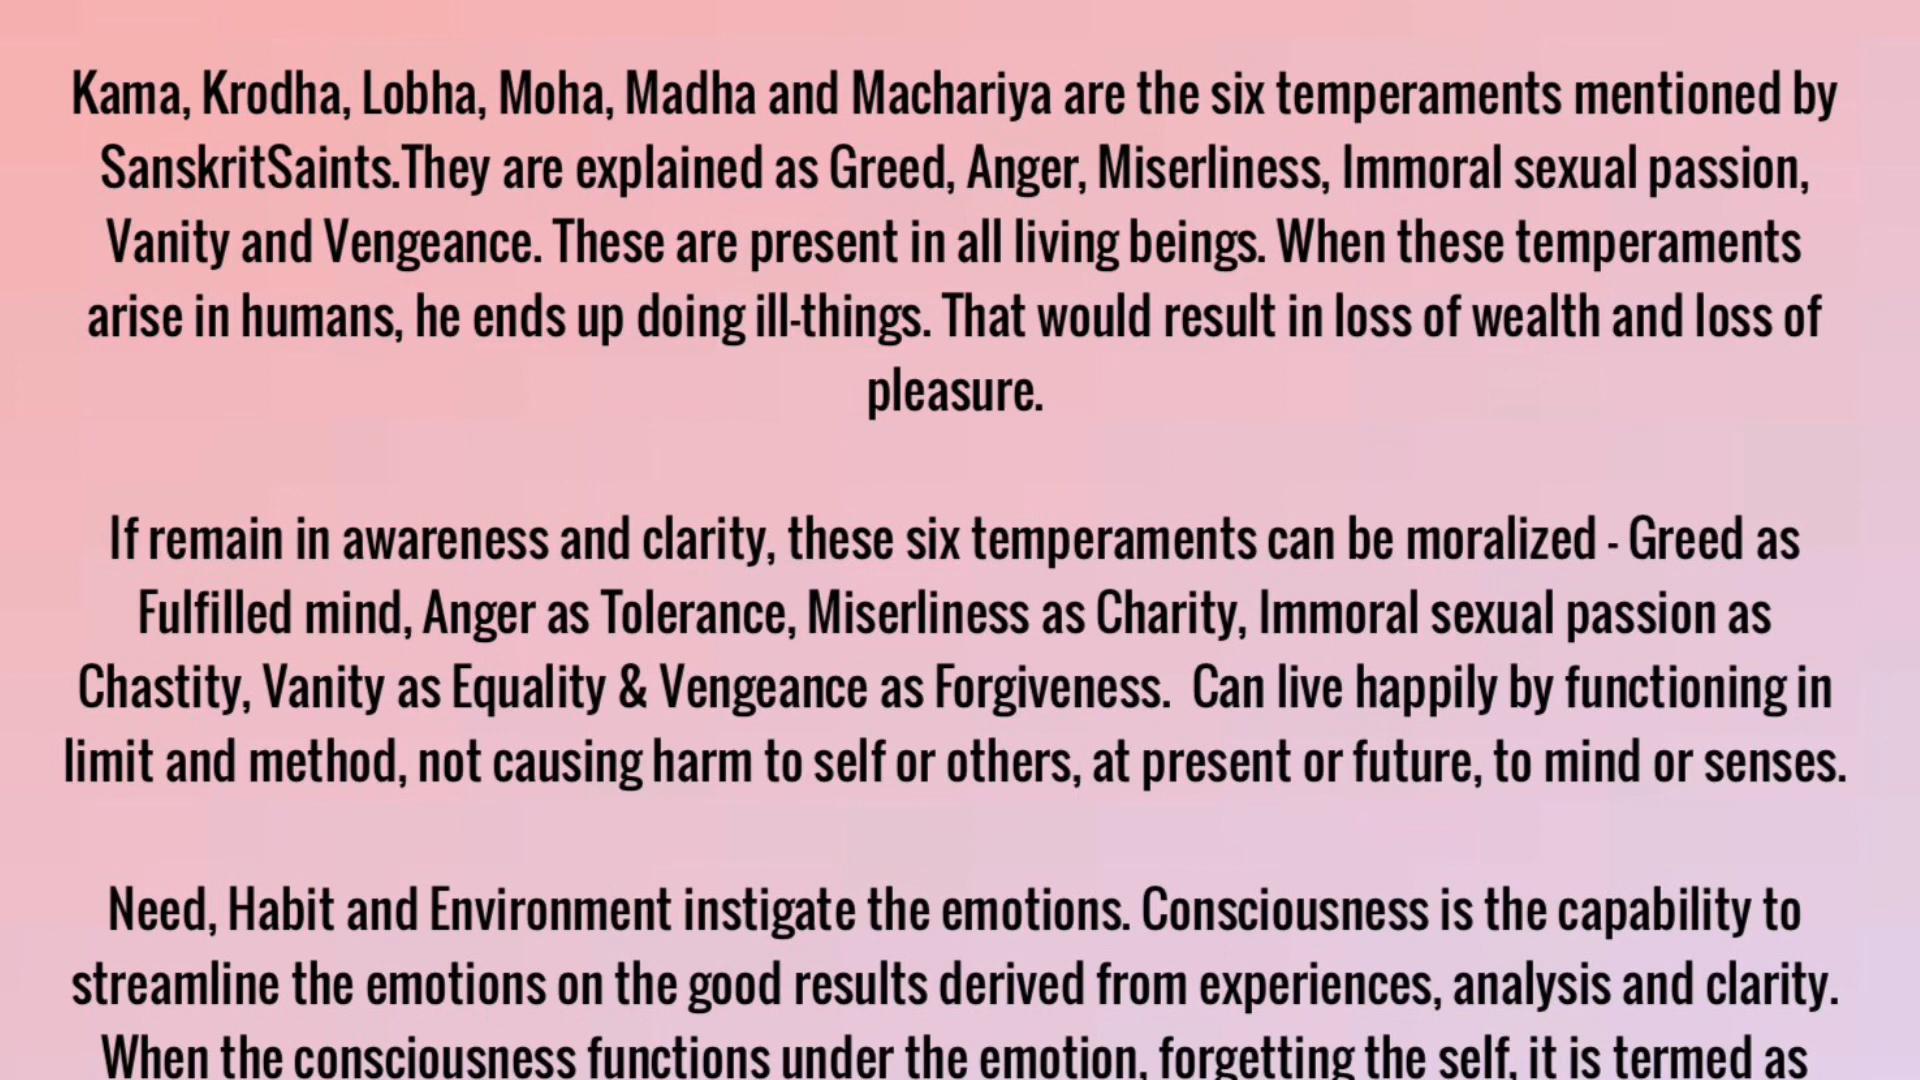 Kama, Krodha, Lobha, Moha, Madha and Machariya are the six temperaments mentioned by
SanskritSaints.They are explained as Greed, Anger, Miserliness, Immoral sexual passion,
Vanity and Vengeance. These are present in all living beings. When these temperaments
arise in humans, he ends up doing ill-things. That would result in loss of wealth and loss of
pleasure.
If remain in awareness and clarity, these six temperaments can be moralized - Greed as
Fulfilled mind, Anger as Tolerance, Miserliness as Charity, Immoral sexual passion as
Chastity, Vanity as Equality & Vengeance as Forgiveness.  Can live happily by functioning in
limit and method, not causing harm to self or others, at present or future, to mind or senses.
Need, Habit and Environment instigate the emotions. Consciousness is the capability to
streamline the emotions on the good results derived from experiences, analysis and clarity.
When the consciousness functions under the emotion, forgetting the self, it is termed as